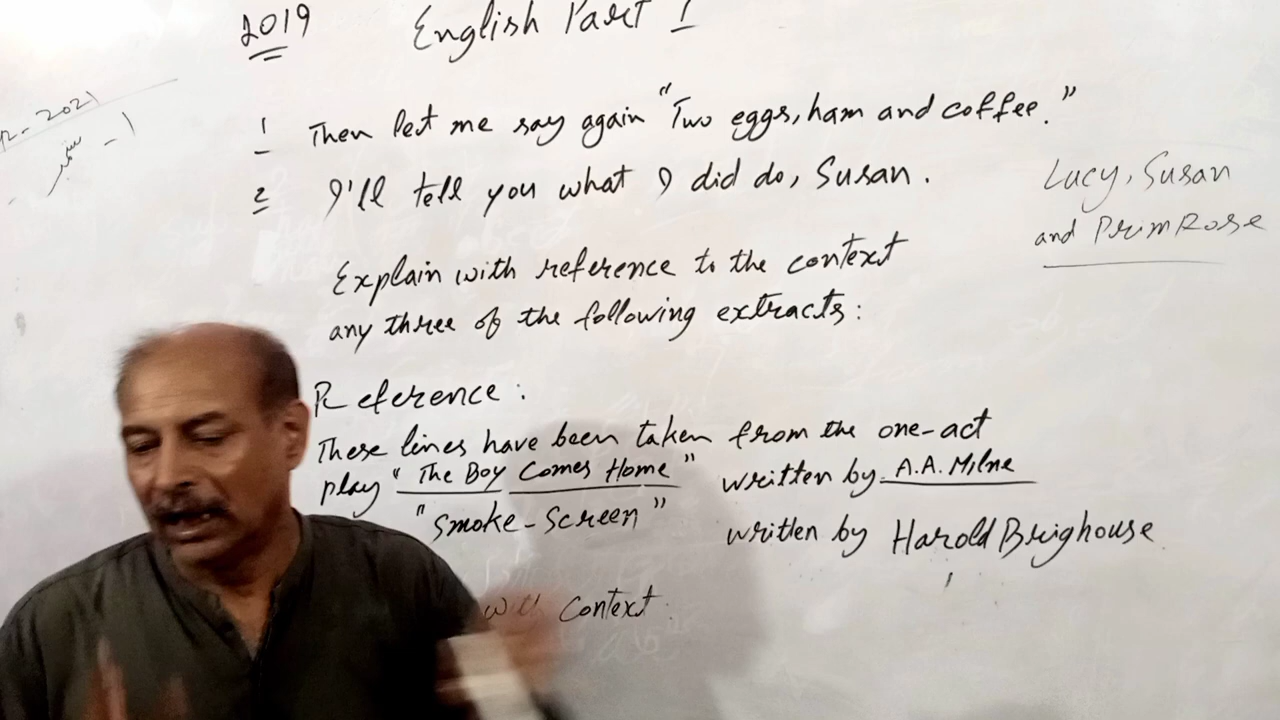 2019 English Part I
1 Then let me say again "Two eggs, ham and coffee."
2 I'll tell you what I did do, Susan.
Lucy, Susan
and PrimRose
Explain with reference to the context
any three of the following extracts:
Reference:
These lines have been taken from the one-act
play "The Boy Comes Home" written by A.A. Milne
"Smoke-Screen" written by Harold Brighouse
context